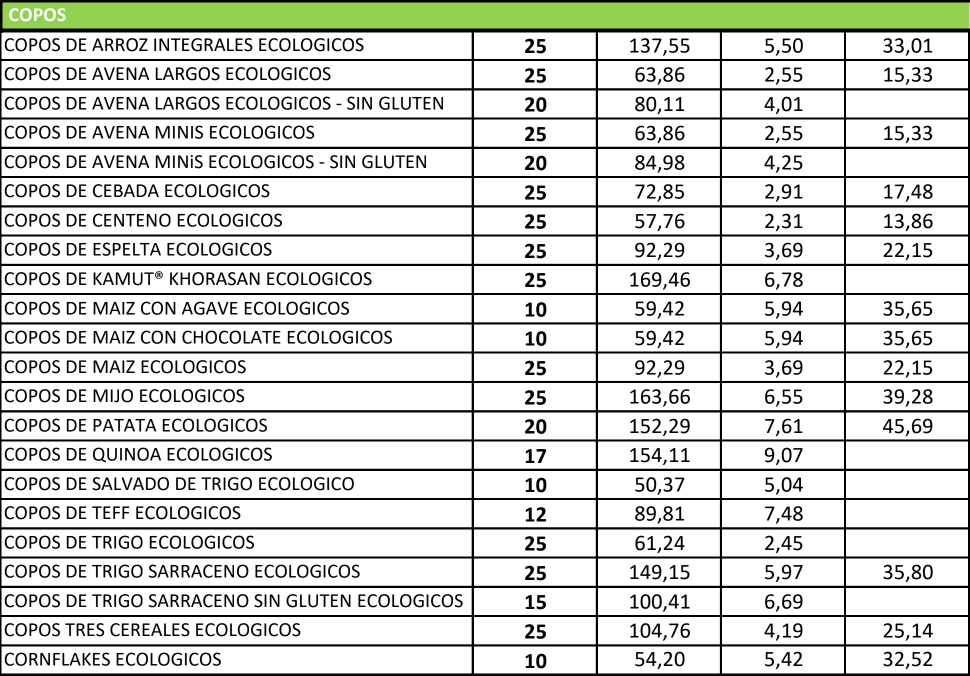 COPOS
COPOS DE ARROZ INTEGRALES ECOLOGICOS 25 137,55 5,50 33,01
COPOS DE AVENA LARGOS ECOLOGICOS 25 63,86 2,55 15,33
COPOS DE AVENA LARGOS ECOLOGICOS - SIN GLUTEN 20 80,11 4,01
COPOS DE AVENA MINIS ECOLOGICOS 25 63,86 2,55 15,33
COPOS DE AVENA MINiS ECOLOGICOS - SIN GLUTEN 20 84,98 4,25
COPOS DE CEBADA ECOLOGICOS 25 72,85 2,91 17,48
COPOS DE CENTENO ECOLOGICOS 25 57,76 2,31 13,86
COPOS DE ESPELTA ECOLOGICOS 25 92,29 3,69 22,15
COPOS DE KAMUT® KHORASAN ECOLOGICOS 25 169,46 6,78
COPOS DE MAIZ CON AGAVE ECOLOGICOS 10 59,42 5,94 35,65
COPOS DE MAIZ CON CHOCOLATE ECOLOGICOS 10 59,42 5,94 35,65
COPOS DE MAIZ ECOLOGICOS 25 92,29 3,69 22,15
COPOS DE MIJO ECOLOGICOS 25 163,66 6,55 39,28
COPOS DE PATATA ECOLOGICOS 20 152,29 7,61 45,69
COPOS DE QUINOA ECOLOGICOS 17 154,11 9,07
COPOS DE SALVADO DE TRIGO ECOLOGICO 10 50,37 5,04
COPOS DE TEFF ECOLOGICOS 12 89,81 7,48
COPOS DE TRIGO ECOLOGICOS 25 61,24 2,45
COPOS DE TRIGO SARRACENO ECOLOGICOS 25 149,15 5,97 35,80
COPOS DE TRIGO SARRACENO SIN GLUTEN ECOLOGICOS 15 100,41 6,69
COPOS TRES CEREALES ECOLOGICOS 25 104,76 4,19 25,14
CORNFLAKES ECOLOGICOS 10 54,20 5,42 32,52